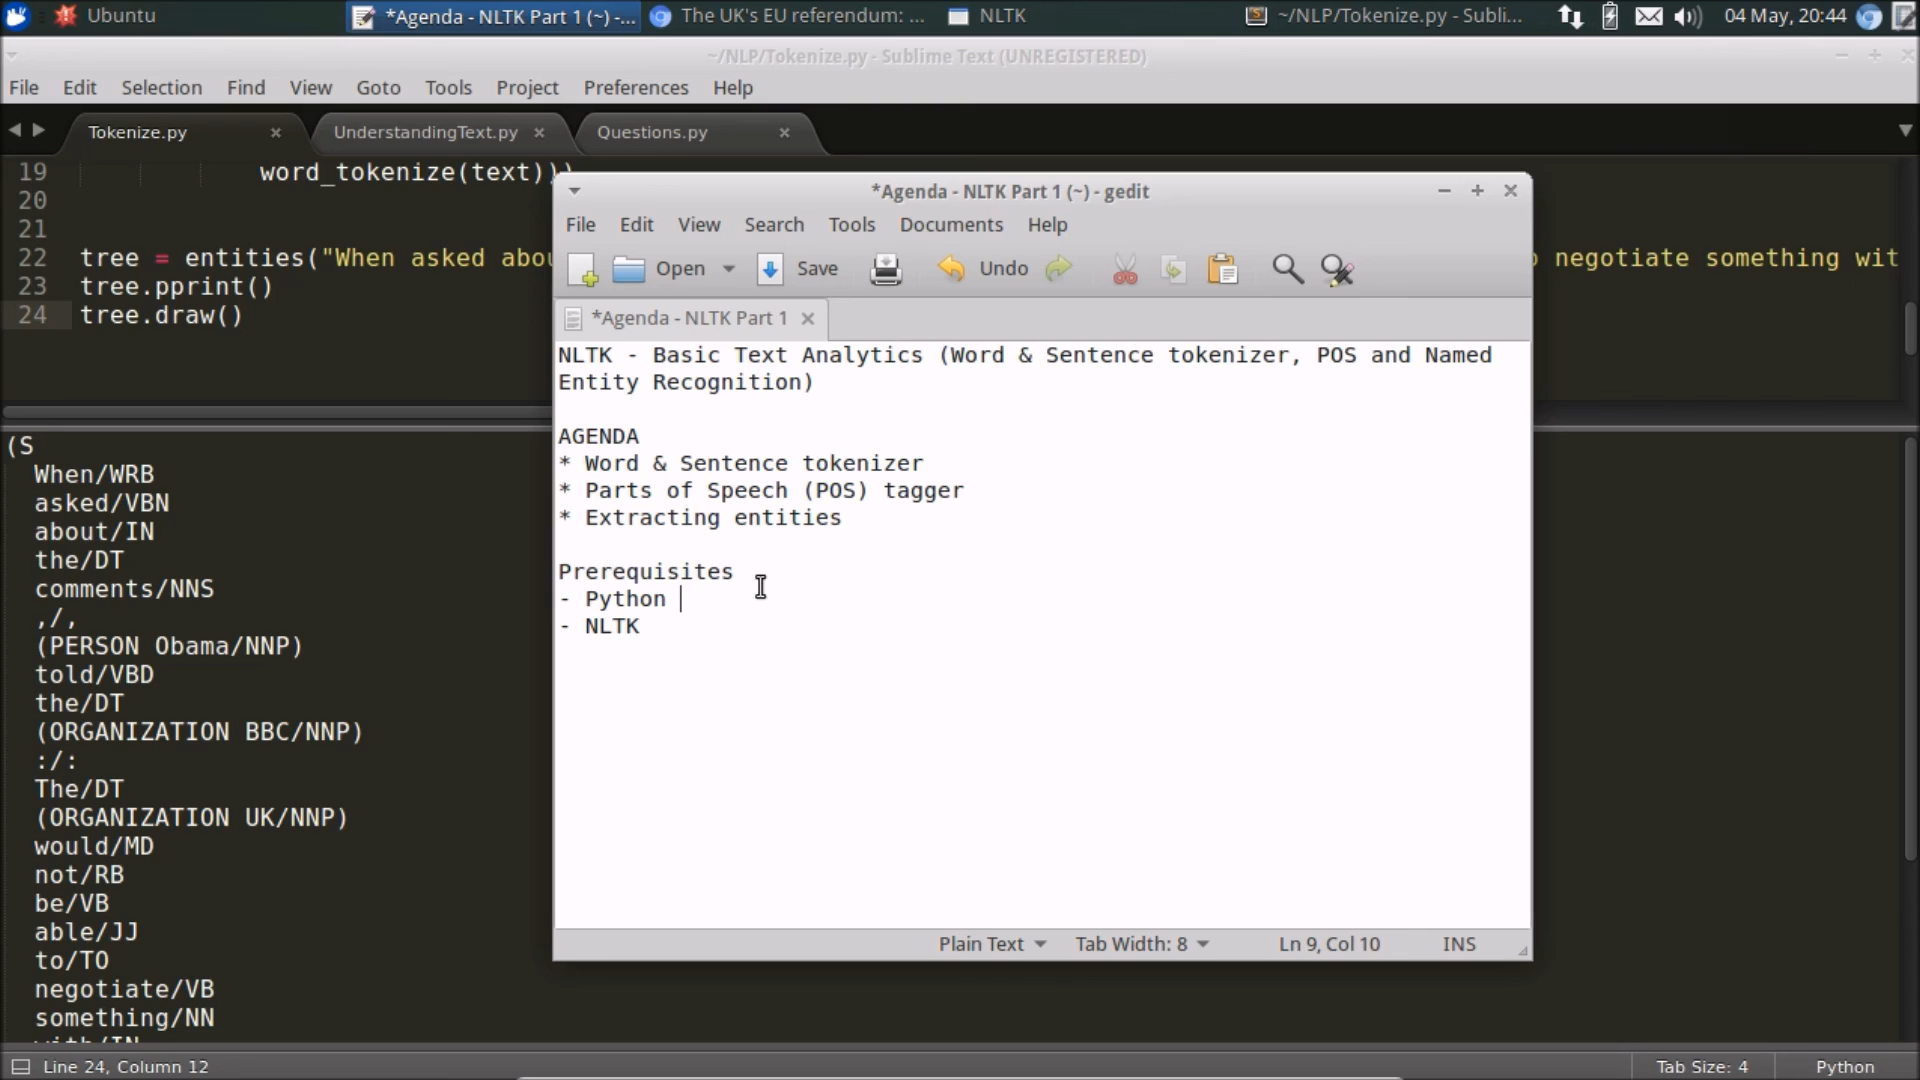 Ubuntu
*Agenda - NLTK Part 1 (~) -...
The UK's EU referendum: ...
NLTK
~/NLP/Tokenize.py - Subli...
04 May, 20:44
~/NLP/Tokenize.py - Sublime Text (UNREGISTERED)
File Edit Selection Find View Goto Tools Project Preferences Help
Tokenize.py
UnderstandingText.py
Questions.py
19 word_tokenize(text)))
20
21
22 tree = entities("When asked abou
negotiate something wit
23 tree.pprint()
24 tree.draw()
*Agenda - NLTK Part 1 (~) - gedit
File Edit View Search Tools Documents Help
Open Save Undo
*Agenda - NLTK Part 1
NLTK - Basic Text Analytics (Word & Sentence tokenizer, POS and Named
Entity Recognition)
AGENDA
* Word & Sentence tokenizer
* Parts of Speech (POS) tagger
* Extracting entities
Prerequisites
- Python
- NLTK
Plain Text Tab Width: 8 Ln 9, Col 10 INS
(S
When/WRB
asked/VBN
about/IN
the/DT
comments/NNS
,/,
(PERSON Obama/NNP)
told/VBD
the/DT
(ORGANIZATION BBC/NNP)
:/:
The/DT
(ORGANIZATION UK/NNP)
would/MD
not/RB
be/VB
able/JJ
to/TO
negotiate/VB
something/NN
with/IN
Line 24, Column 12
Tab Size: 4
Python